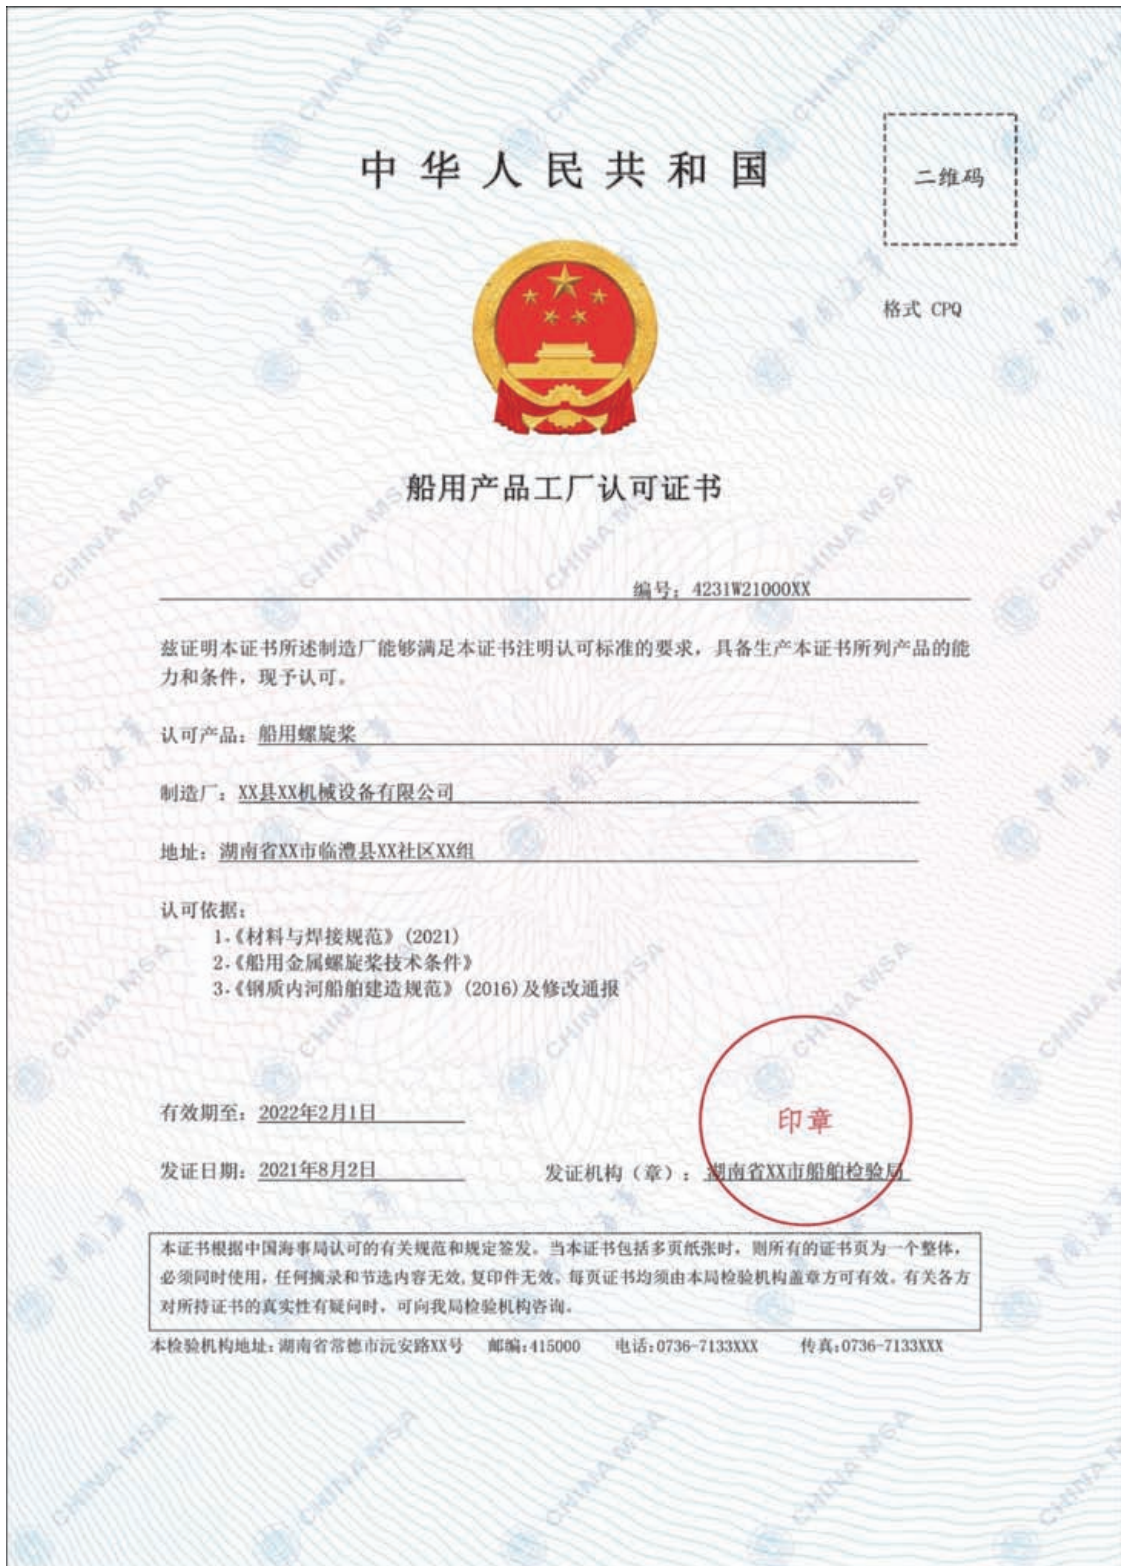 中华人民共和国
二维码
格式 CPQ
船用产品工厂认可证书
编号：4231W21000XX
兹证明本证书所述制造厂能够满足本证书注明认可标准的要求，具备生产本证书所列产品的能
力和条件，现予认可。
认可产品：船用螺旋桨
制造厂：XX县XX机械设备有限公司
地址：湖南省XX市临澧县XX社区XX组
认可依据：
1.《材料与焊接规范》(2021)
2.《船用金属螺旋桨技术条件》
3.《钢质内河船舶建造规范》(2016)及修改通报
印章
有效期至：2022年2月1日
发证日期：2021年8月2日 发证机构（章）：湖南省XX市船舶检验局
本证书根据中国海事局认可的有关规范和规定签发。当本证书包括多页纸张时，则所有的证书页为一个整体，
必须同时使用，任何摘录和节选内容无效，复印件无效。每页证书均须由本局检验机构盖章方可有效。有关各方
对所持证书的真实性有疑问时，可向我局检验机构咨询。
本检验机构地址：湖南省常德市沅安路XX号 邮编：415000 电话：0736-7133XXX 传真：0736-7133XXX
CHINA MSA
中国海事